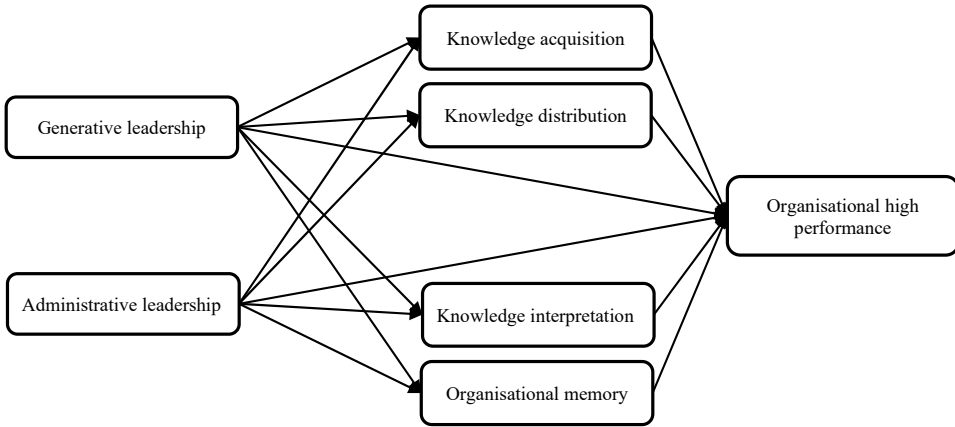 Knowledge acquisition
Generative leadership
Knowledge distribution
Organisational high
performance
Administrative leadership
Knowledge interpretation
Organisational memory